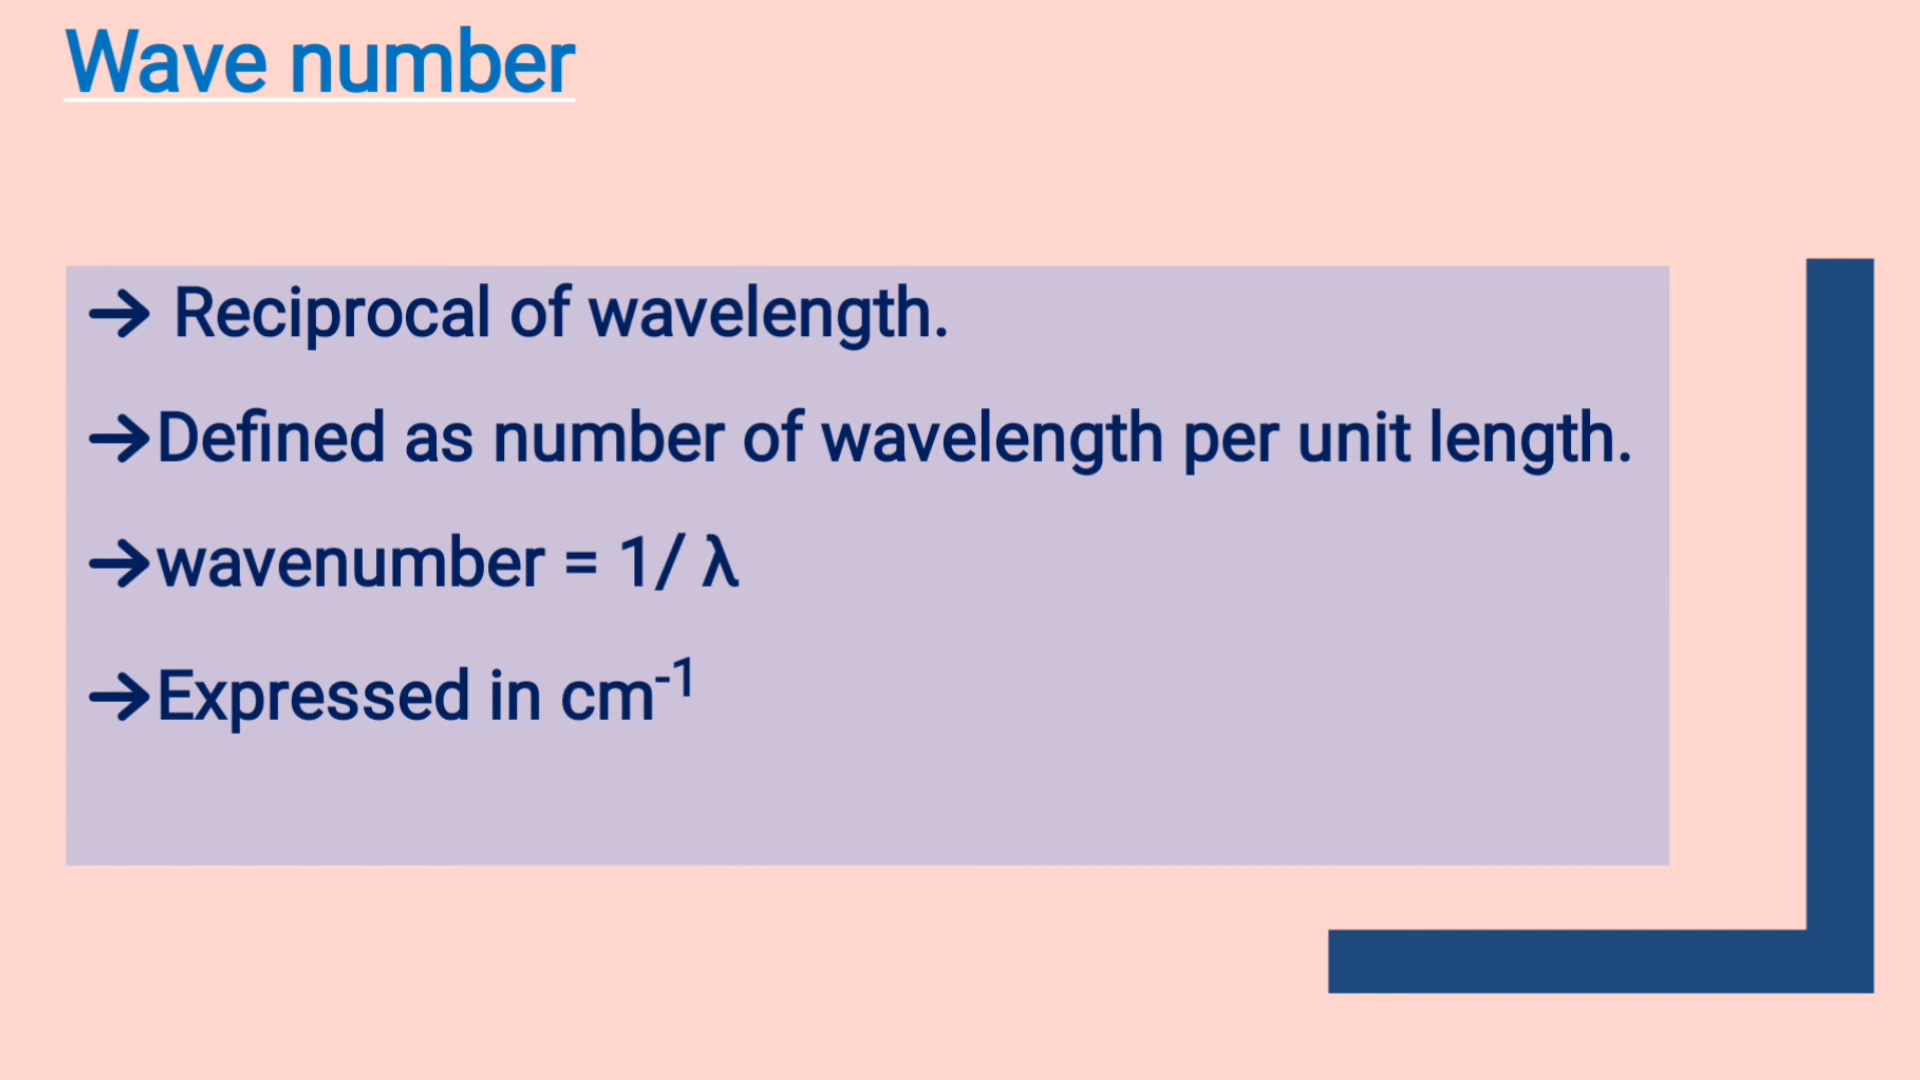 Wave number
→ Reciprocal of wavelength.
→Defined as number of wavelength per unit length.
→wavenumber = 1/ λ
→Expressed in cm⁻¹